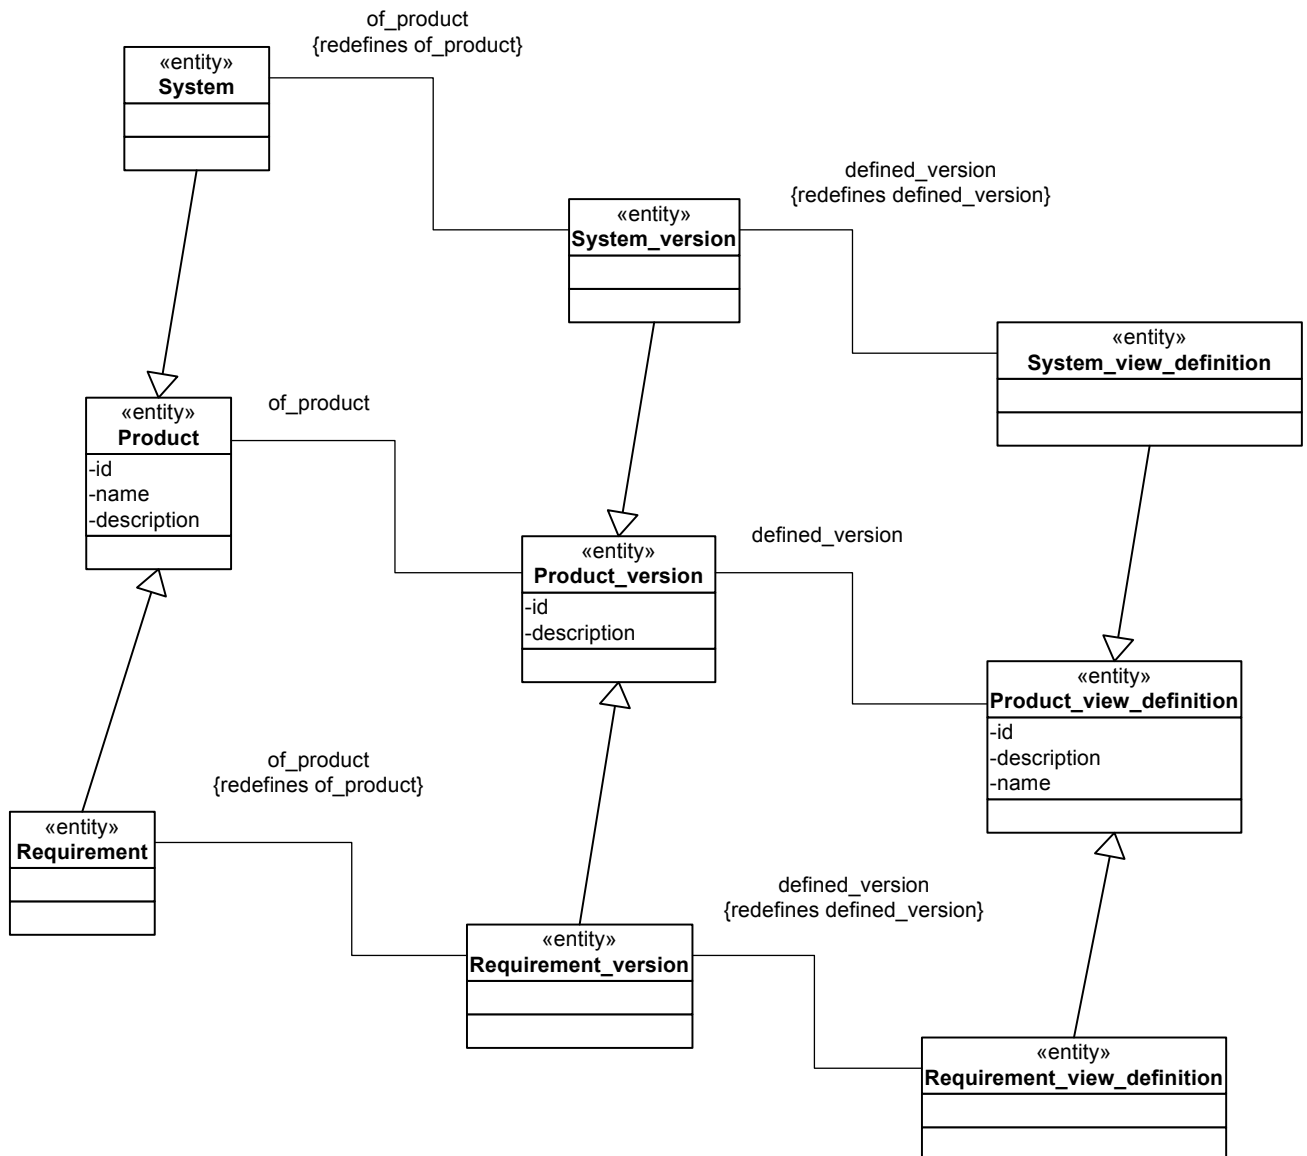 of_product
{redefines of_product}
«entity»
System
defined_version
{redefines defined_version}
«entity»
System_version
«entity»
System_view_definition
«entity»
Product
-id
-name
-description
of_product
«entity»
Product_version
-id
-description
defined_version
«entity»
Product_view_definition
-id
-description
-name
of_product
{redefines of_product}
«entity»
Requirement
defined_version
{redefines defined_version}
«entity»
Requirement_version
«entity»
Requirement_view_definition